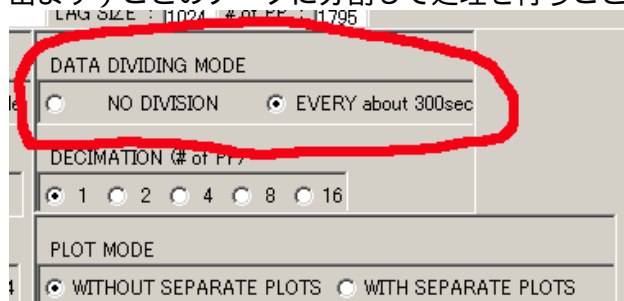 LAG SIZE : 1024 # of PP : 1795
DATA DIVIDING MODE
NO DIVISION EVERY about 300sec
DECIMATION (# of PP)
1 2 4 8 16
PLOT MODE
4 WITHOUT SEPARATE PLOTS WITH SEPARATE PLOTS